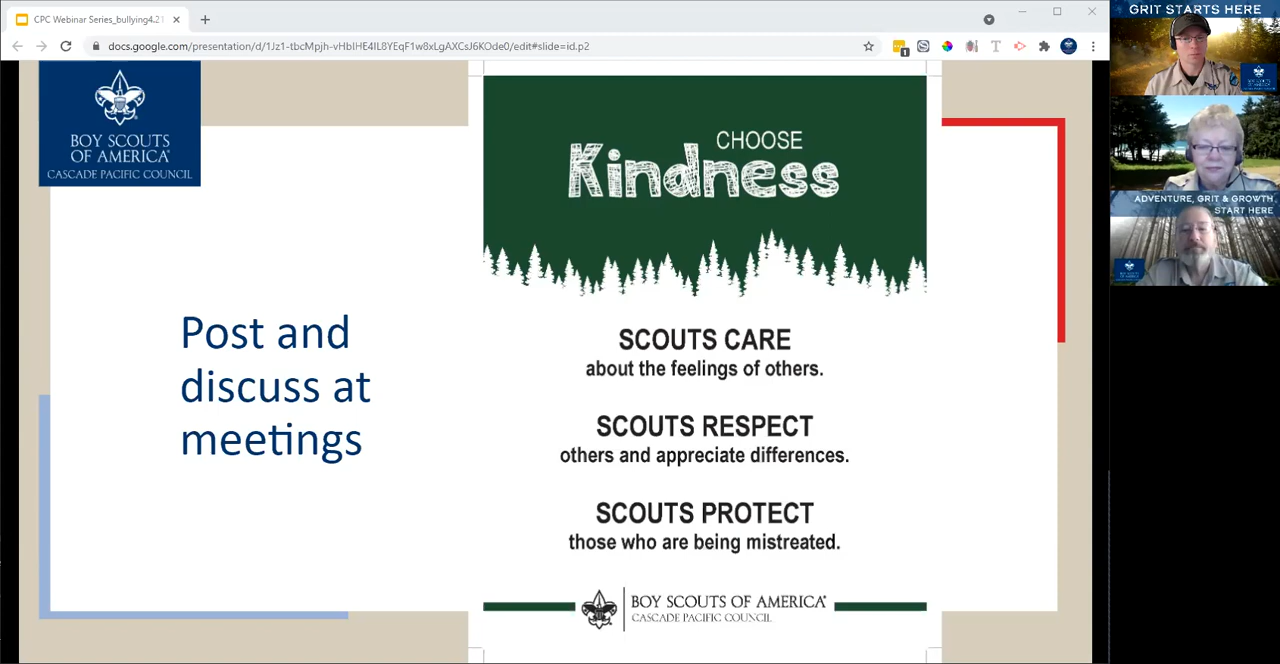 CPC Webinar Series_bullying4.21
docs.google.com/presentation/d/1Jz1-tbcMpjh-vHbIHE4IL8YEqF1w8xLgAXCsJ6KOde0/edit#slide=id.p2
BOY SCOUTS
OF AMERICA®
CASCADE PACIFIC COUNCIL
Post and
discuss at
meetings
CHOOSE
Kindness
SCOUTS CARE
about the feelings of others.
SCOUTS RESPECT
others and appreciate differences.
SCOUTS PROTECT
those who are being mistreated.
BOY SCOUTS OF AMERICA®
CASCADE PACIFIC COUNCIL
GRIT STARTS HERE
ADVENTURE, GRIT & GROWTH
START HERE